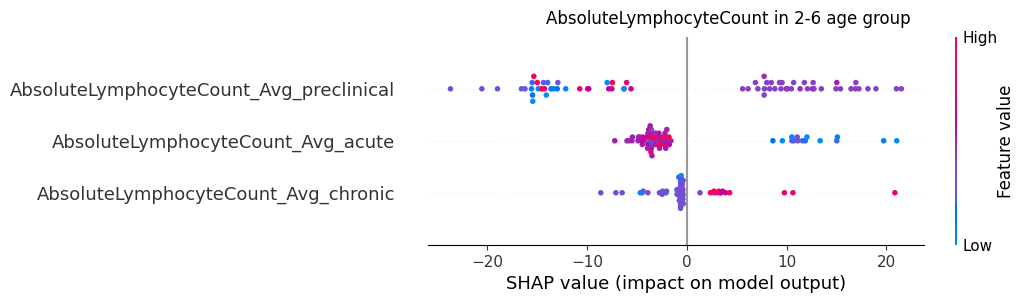 AbsoluteLymphocyteCount in 2-6 age group
High
AbsoluteLymphocyteCount_Avg_preclinical
AbsoluteLymphocyteCount_Avg_acute
AbsoluteLymphocyteCount_Avg_chronic
Feature value
Low
−20 −10 0 10 20
SHAP value (impact on model output)